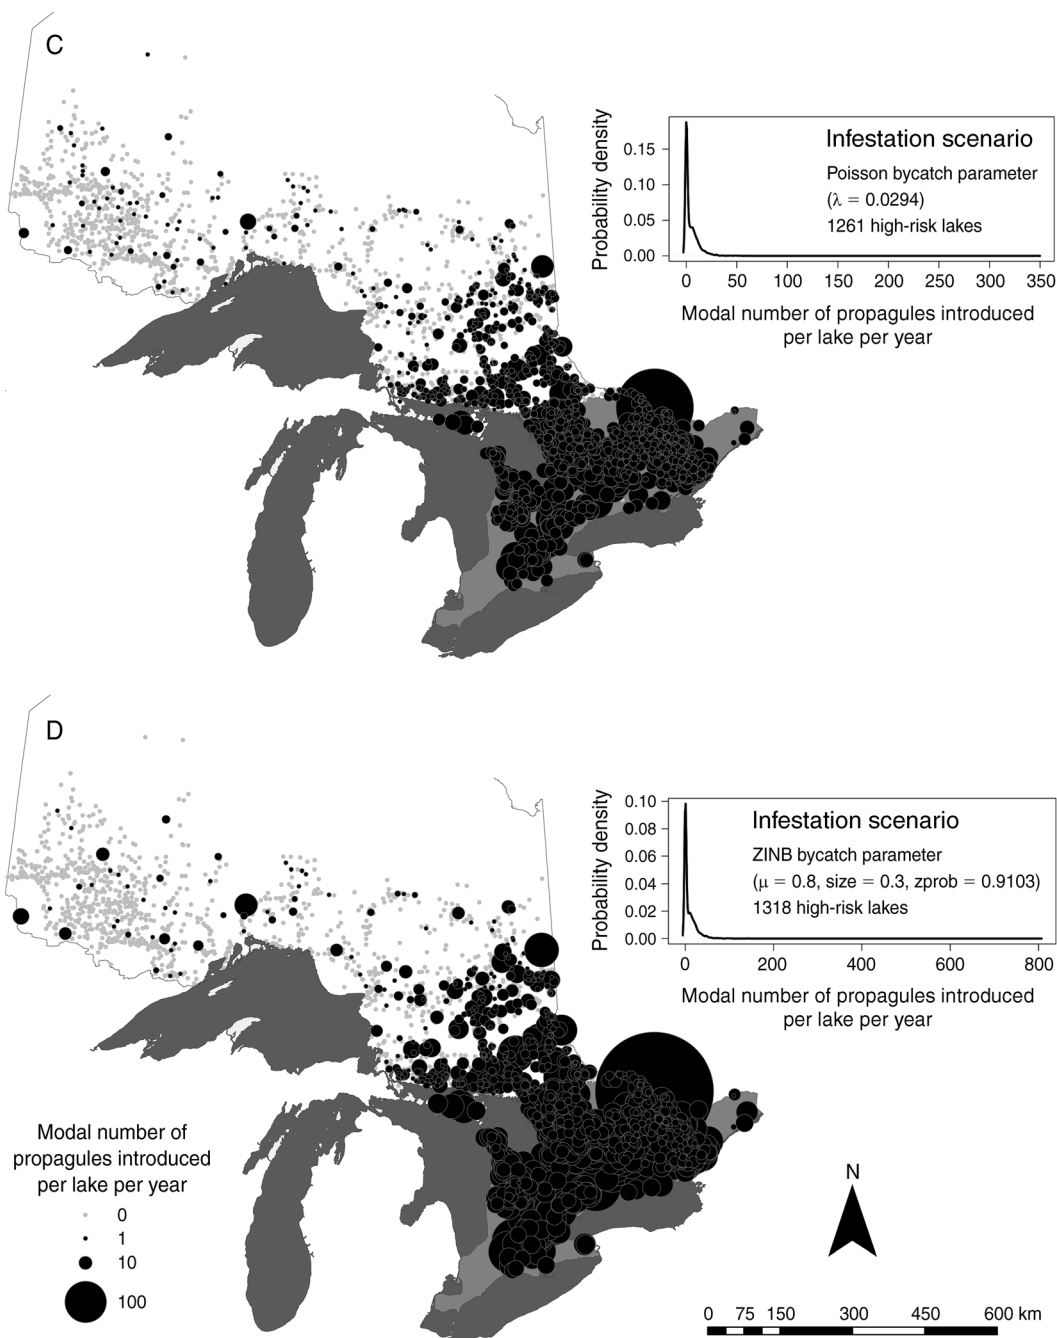 C
Probability density
0.15
0.10
0.05
0.00
Infestation scenario
Poisson bycatch parameter
(λ = 0.0294)
1261 high-risk lakes
0 50 100 150 200 250 300 350
Modal number of propagules introduced
per lake per year
D
Probability density
0.10
0.08
0.06
0.04
0.02
0.00
Infestation scenario
ZINB bycatch parameter
(μ = 0.8, size = 0.3, zprob = 0.9103)
1318 high-risk lakes
0 200 400 600 800
Modal number of propagules introduced
per lake per year
Modal number of
propagules introduced
per lake per year
0
1
10
100
N
0 75 150 300 450 600 km